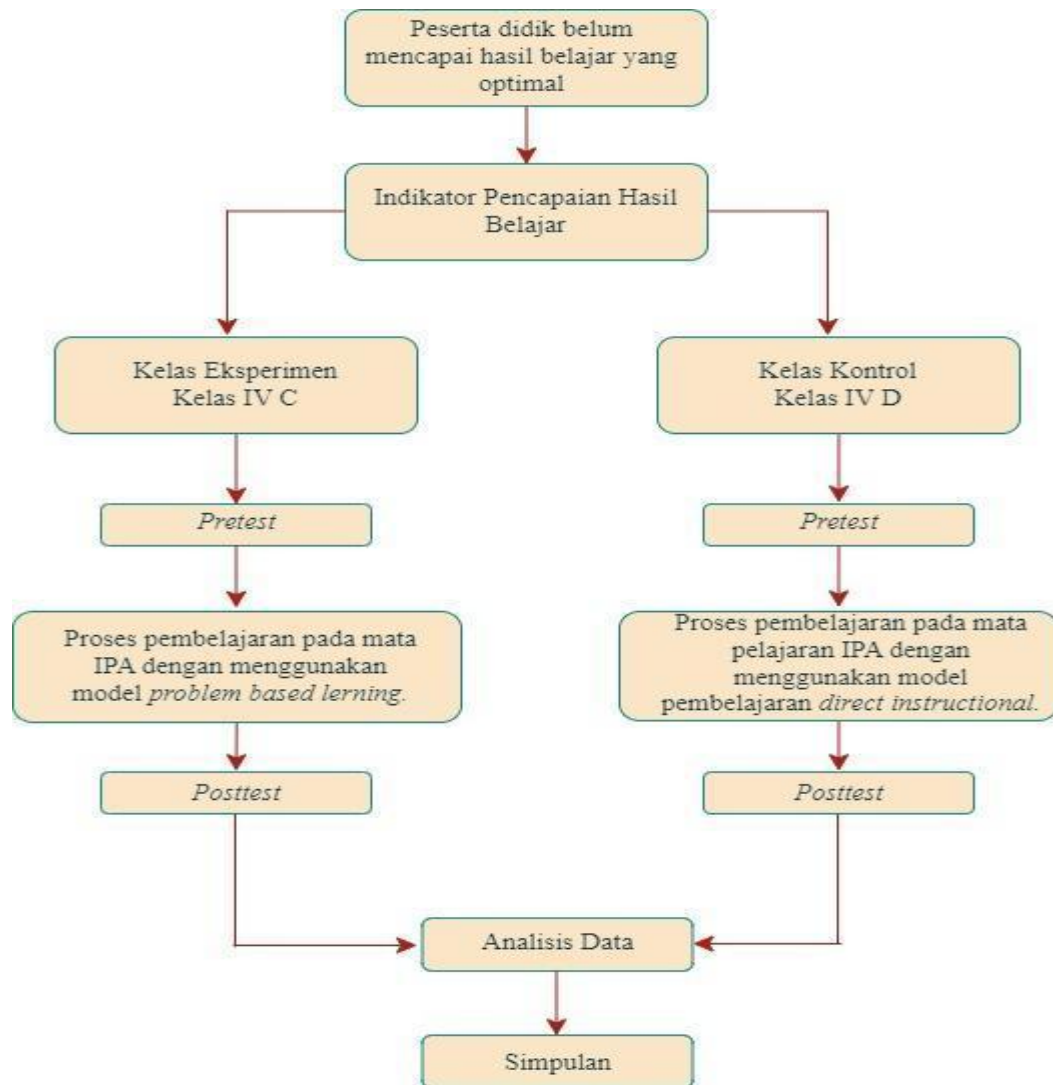 Peserta didik belum
mencapai hasil belajar yang
optimal
Indikator Pencapaian Hasil
Belajar
Kelas Eksperimen
Kelas IV C
Kelas Kontrol
Kelas IV D
Pretest
Pretest
Proses pembelajaran pada mata
IPA dengan menggunakan
model problem based lerning.
Proses pembelajaran pada mata
pelajaran IPA dengan
menggunakan model
pembelajaran direct instructional.
Posttest
Posttest
Analisis Data
Simpulan